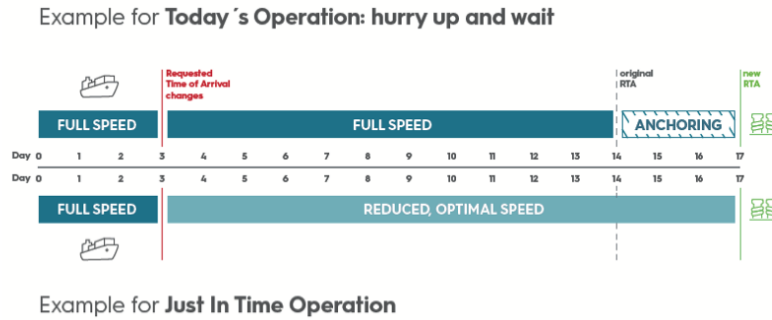 Example for Today´s Operation: hurry up and wait
Requested
Time of Arrival
changes
original
RTA
new
RTA
FULL SPEED FULL SPEED ANCHORING
Day 0 1 2 3 4 5 6 7 8 9 10 11 12 13 14 15 16 17
Day 0 1 2 3 4 5 6 7 8 9 10 11 12 13 14 15 16 17
FULL SPEED REDUCED, OPTIMAL SPEED
Example for Just In Time Operation